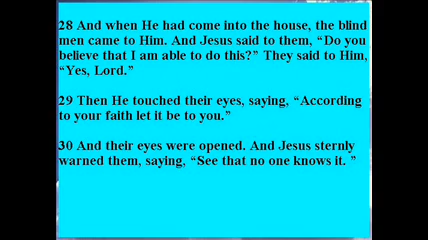 28 And when He had come into the house, the blind
men came to Him. And Jesus said to them, “Do you
believe that I am able to do this?” They said to Him,
“Yes, Lord.”
29 Then He touched their eyes, saying, “According
to your faith let it be to you.”
30 And their eyes were opened. And Jesus sternly
warned them, saying, “See that no one knows it. ”